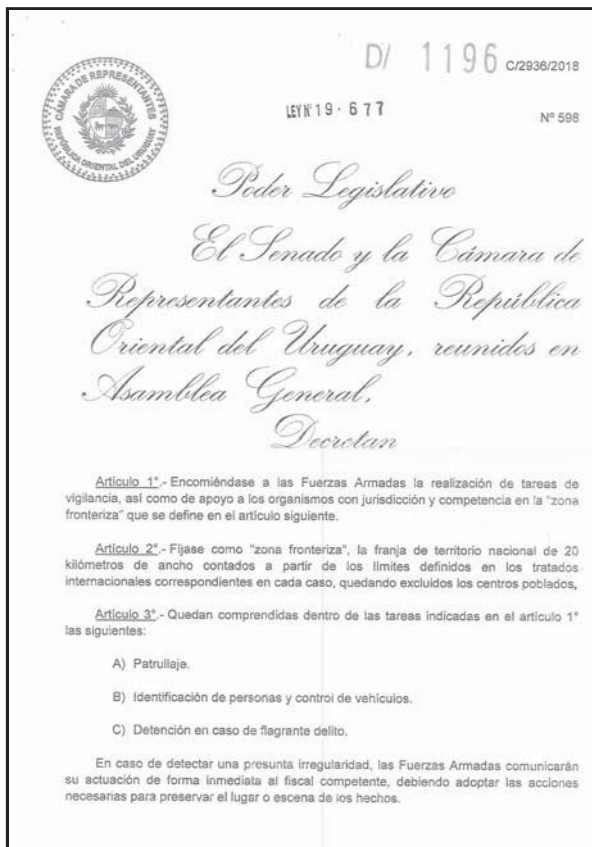 D/ 1196 C/2936/2018
CÁMARA DE REPRESENTANTES
REPÚBLICA ORIENTAL DEL URUGUAY
LEY Nº 19.677
Nº 598
Poder Legislativo
El Senado y la Cámara de
Representantes de la República
Oriental del Uruguay, reunidos en
Asamblea General,
Decretan
Artículo 1°.- Encomiéndase a las Fuerzas Armadas la realización de tareas de
vigilancia, así como de apoyo a los organismos con jurisdicción y competencia en la "zona
fronteriza" que se define en el artículo siguiente.
Artículo 2°.- Fíjase como "zona fronteriza", la franja de territorio nacional de 20
kilómetros de ancho contados a partir de los límites definidos en los tratados
internacionales correspondientes en cada caso, quedando excluidos los centros poblados.
Artículo 3°.- Quedan comprendidas dentro de las tareas indicadas en el artículo 1°
las siguientes:
A) Patrullaje.
B) Identificación de personas y control de vehículos.
C) Detención en caso de flagrante delito.
En caso de detectar una presunta irregularidad, las Fuerzas Armadas comunicarán
su actuación de forma inmediata al fiscal competente, debiendo adoptar las acciones
necesarias para preservar el lugar o escena de los hechos.